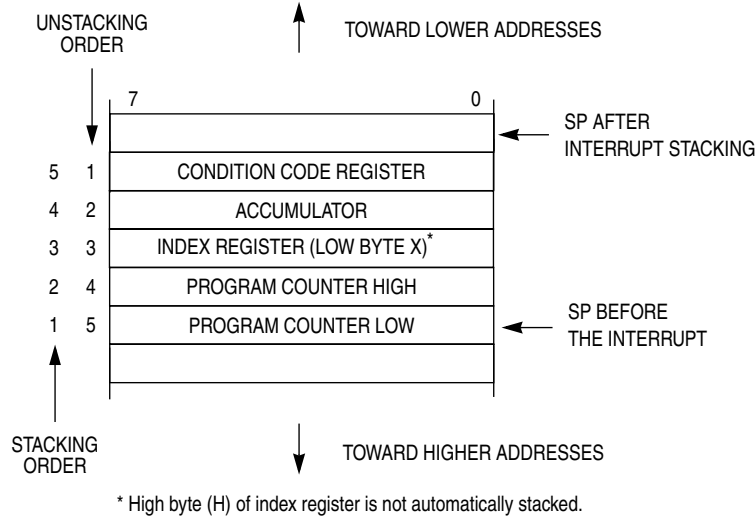 UNSTACKING
ORDER
TOWARD LOWER ADDRESSES
7 0
SP AFTER
INTERRUPT STACKING
5 1 CONDITION CODE REGISTER
4 2 ACCUMULATOR
3 3 INDEX REGISTER (LOW BYTE X)*
2 4 PROGRAM COUNTER HIGH
1 5 PROGRAM COUNTER LOW
SP BEFORE
THE INTERRUPT
STACKING
ORDER
TOWARD HIGHER ADDRESSES
* High byte (H) of index register is not automatically stacked.